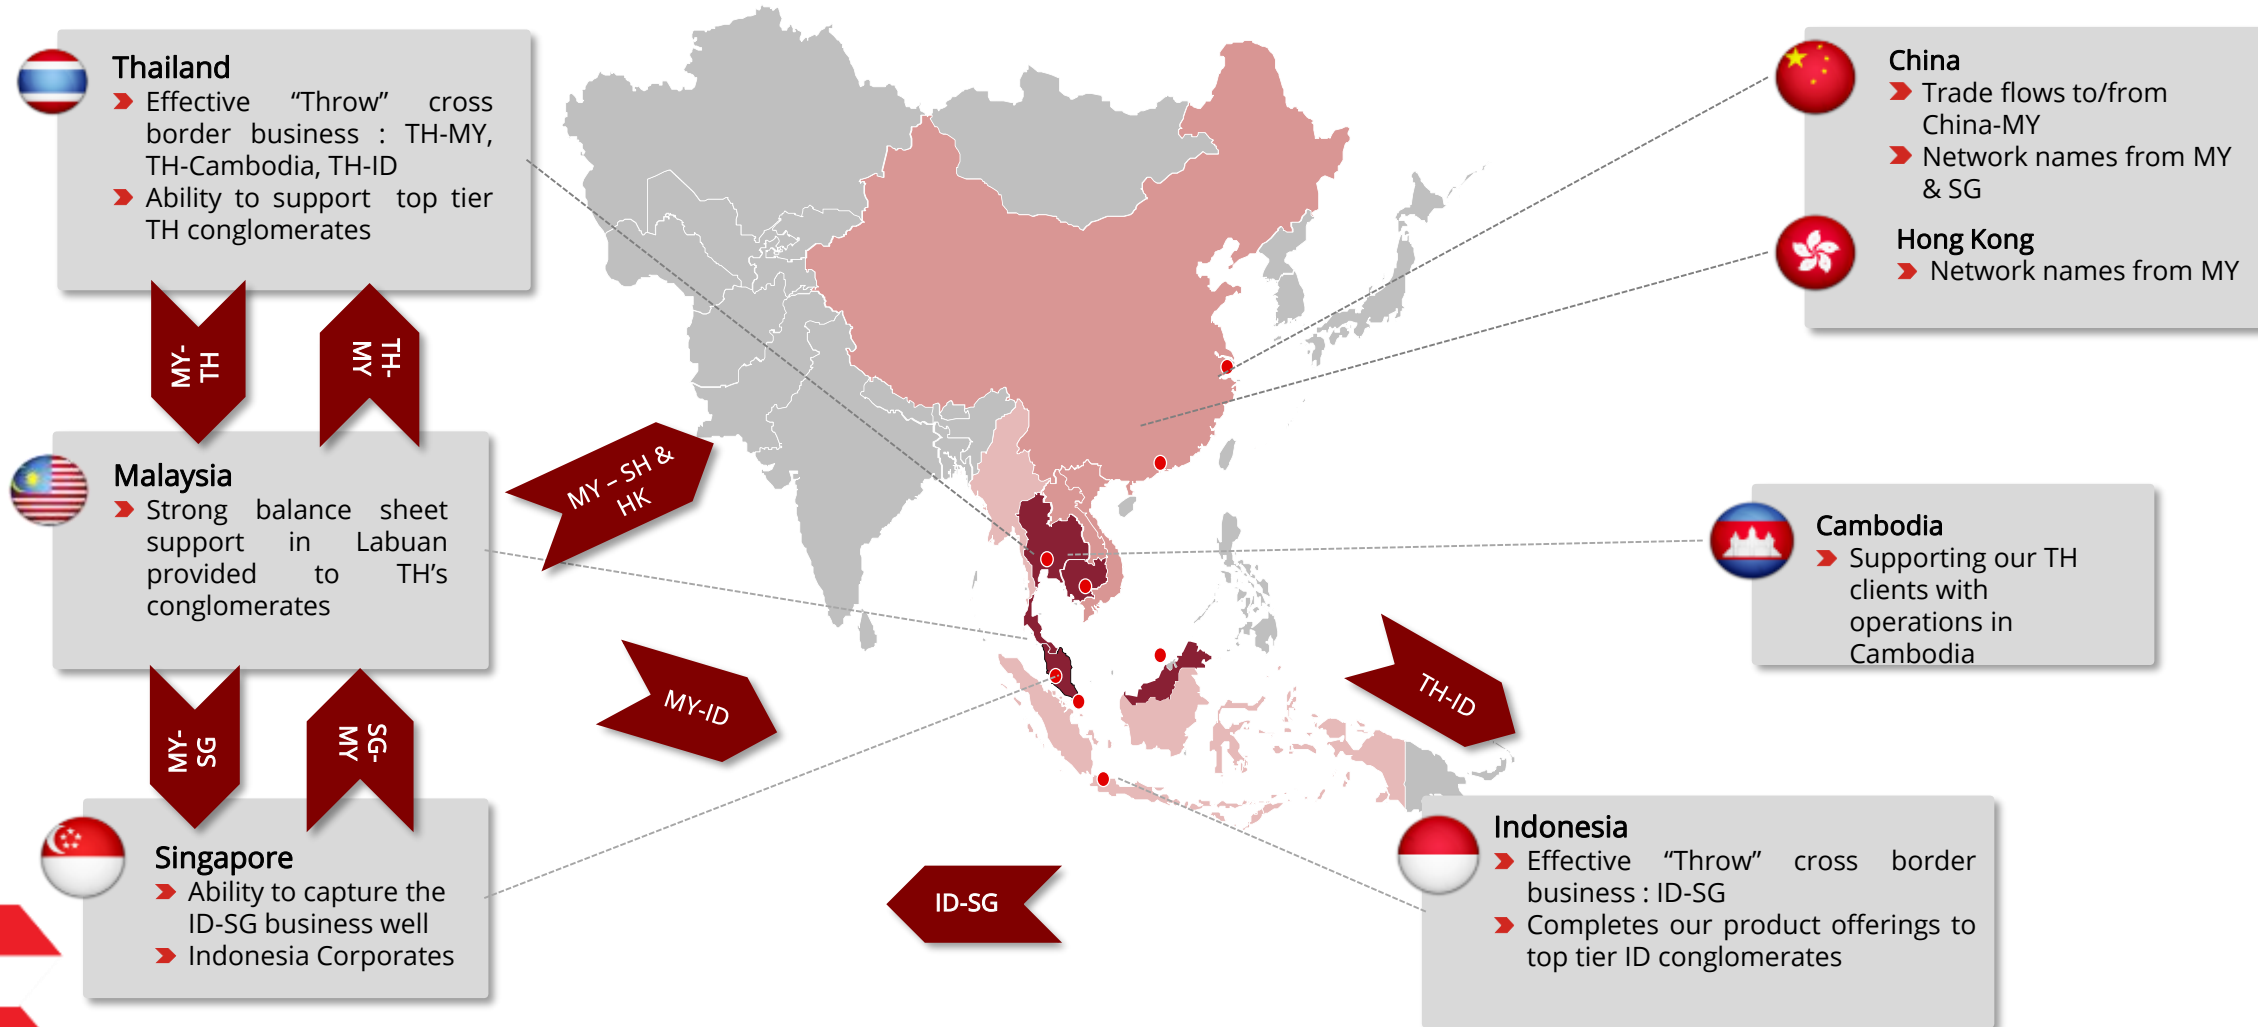 Thailand
Effective “Throw” cross
border business : TH-MY,
TH-Cambodia, TH-ID
Ability to support top tier
TH conglomerates
MY-
TH
TH-
MY
Malaysia
Strong balance sheet
support in Labuan
provided to TH’s
conglomerates
MY-
SG
SG-
MY
Singapore
Ability to capture the
ID-SG business well
Indonesia Corporates
MY – SH &
HK
MY-ID
ID-SG
TH-ID
China
Trade flows to/from
China-MY
Network names from MY
& SG
Hong Kong
Network names from MY
Cambodia
Supporting our TH
clients with
operations in
Cambodia
Indonesia
Effective “Throw” cross border
business : ID-SG
Completes our product offerings to
top tier ID conglomerates